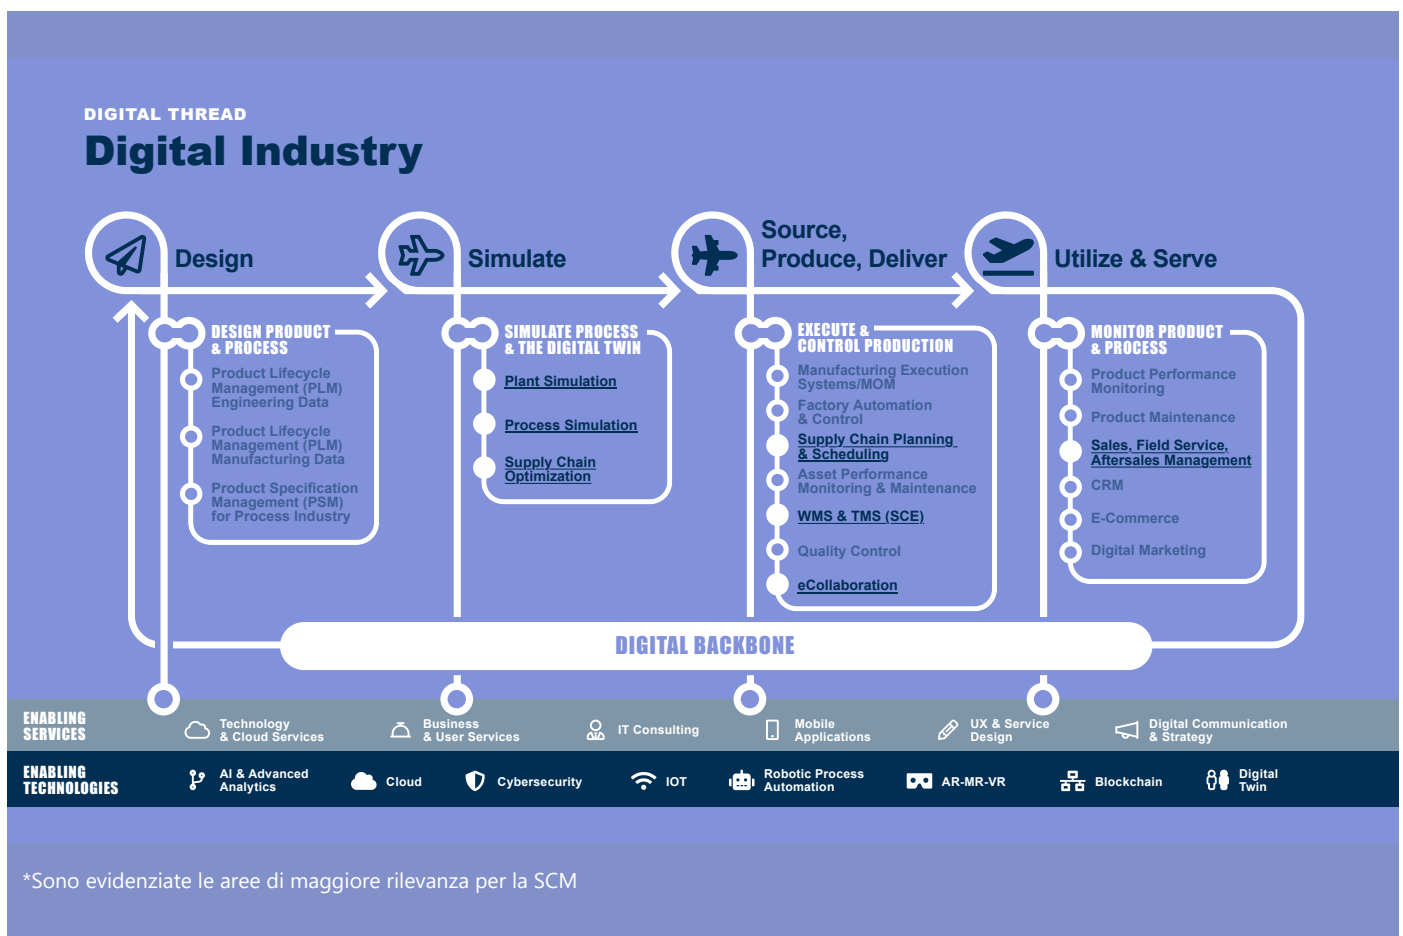 DIGITAL THREAD
Digital Industry
Design
Simulate
Source,
Produce, Deliver
Utilize & Serve
DESIGN PRODUCT
& PROCESS
Product Lifecycle
Management (PLM)
Engineering Data
Product Lifecycle
Management (PLM)
Manufacturing Data
Product Specification
Management (PSM)
for Process Industry
SIMULATE PROCESS
& THE DIGITAL TWIN
Plant Simulation
Process Simulation
Supply Chain
Optimization
EXECUTE &
CONTROL PRODUCTION
Manufacturing Execution
Systems/MOM
Factory Automation
& Control
Supply Chain Planning
& Scheduling
Asset Performance
Monitoring & Maintenance
WMS & TMS (SCE)
Quality Control
eCollaboration
MONITOR PRODUCT
& PROCESS
Product Performance
Monitoring
Product Maintenance
Sales, Field Service,
Aftersales Management
CRM
E-Commerce
Digital Marketing
DIGITAL BACKBONE
ENABLING
SERVICES
Technology
& Cloud Services
Business
& User Services
IT Consulting
Mobile
Applications
UX & Service
Design
Digital Communication
& Strategy
ENABLING
TECHNOLOGIES
AI & Advanced
Analytics
Cloud
Cybersecurity
IOT
Robotic Process
Automation
AR-MR-VR
Blockchain
Digital
Twin
*Sono evidenziate le aree di maggiore rilevanza per la SCM